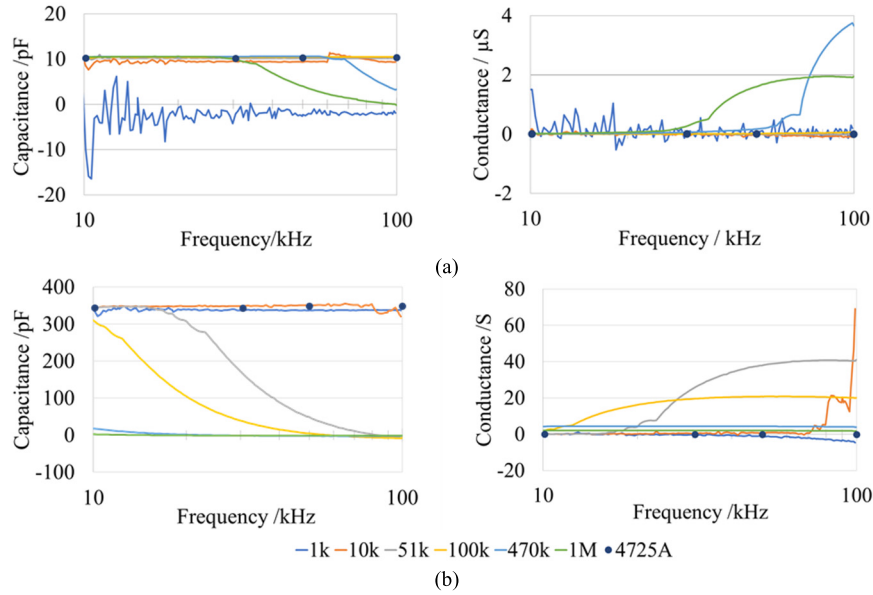 20
10
0
-10
-20
Capacitance /pF
10
100
Frequency/kHz
4
2
0
-2
Conductance / µS
10
100
Frequency / kHz
(a)
400
300
200
100
0
-100
Capacitance /pF
10
100
Frequency /kHz
80
60
40
20
0
-20
Conductance /S
10
100
Frequency /kHz
1k 10k 51k 100k 470k 1M 4725A
(b)